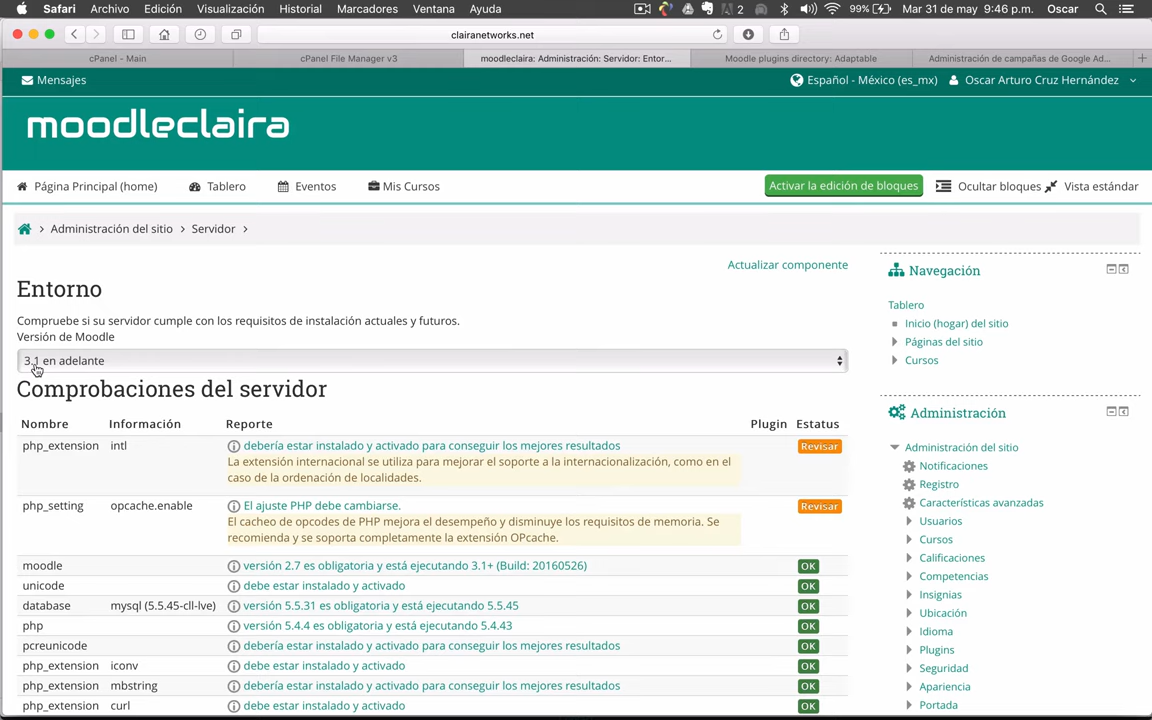 Safari Archivo Edición Visualización Historial Marcadores Ventana Ayuda 2 99% Mar 31 de may 9:46 p.m. Oscar
clairanetworks.net
cPanel - Main cPanel File Manager v3 moodleclaira: Administración: Servidor: Entor... Moodle plugins directory: Adaptable Administración de campañas de Google Ad...
Mensajes Español - México (es_mx) Oscar Arturo Cruz Hernández
moodleclaira
Página Principal (home) Tablero Eventos Mis Cursos Activar la edición de bloques Ocultar bloques Vista estándar
Administración del sitio Servidor
Actualizar componente
Entorno
Compruebe si su servidor cumple con los requisitos de instalación actuales y futuros.
Versión de Moodle
3.1 en adelante
Comprobaciones del servidor
Nombre Información Reporte Plugin Estatus
php_extension intl debería estar instalado y activado para conseguir los mejores resultados Revisar
La extensión internacional se utiliza para mejorar el soporte a la internacionalización, como en el
caso de la ordenación de localidades.
php_setting opcache.enable El ajuste PHP debe cambiarse. Revisar
El cacheo de opcodes de PHP mejora el desempeño y disminuye los requisitos de memoria. Se
recomienda y se soporta completamente la extensión OPcache.
moodle versión 2.7 es obligatoria y está ejecutando 3.1+ (Build: 20160526) OK
unicode debe estar instalado y activado OK
database mysql (5.5.45-cll-lve) versión 5.5.31 es obligatoria y está ejecutando 5.5.45 OK
php versión 5.4.4 es obligatoria y está ejecutando 5.4.43 OK
pcreunicode debería estar instalado y activado para conseguir los mejores resultados OK
php_extension iconv debe estar instalado y activado OK
php_extension mbstring debería estar instalado y activado para conseguir los mejores resultados OK
php_extension curl debe estar instalado y activado OK
Navegación
Tablero
Inicio (hogar) del sitio
Páginas del sitio
Cursos
Administración
Administración del sitio
Notificaciones
Registro
Características avanzadas
Usuarios
Cursos
Calificaciones
Competencias
Insignias
Ubicación
Idioma
Plugins
Seguridad
Apariencia
Portada